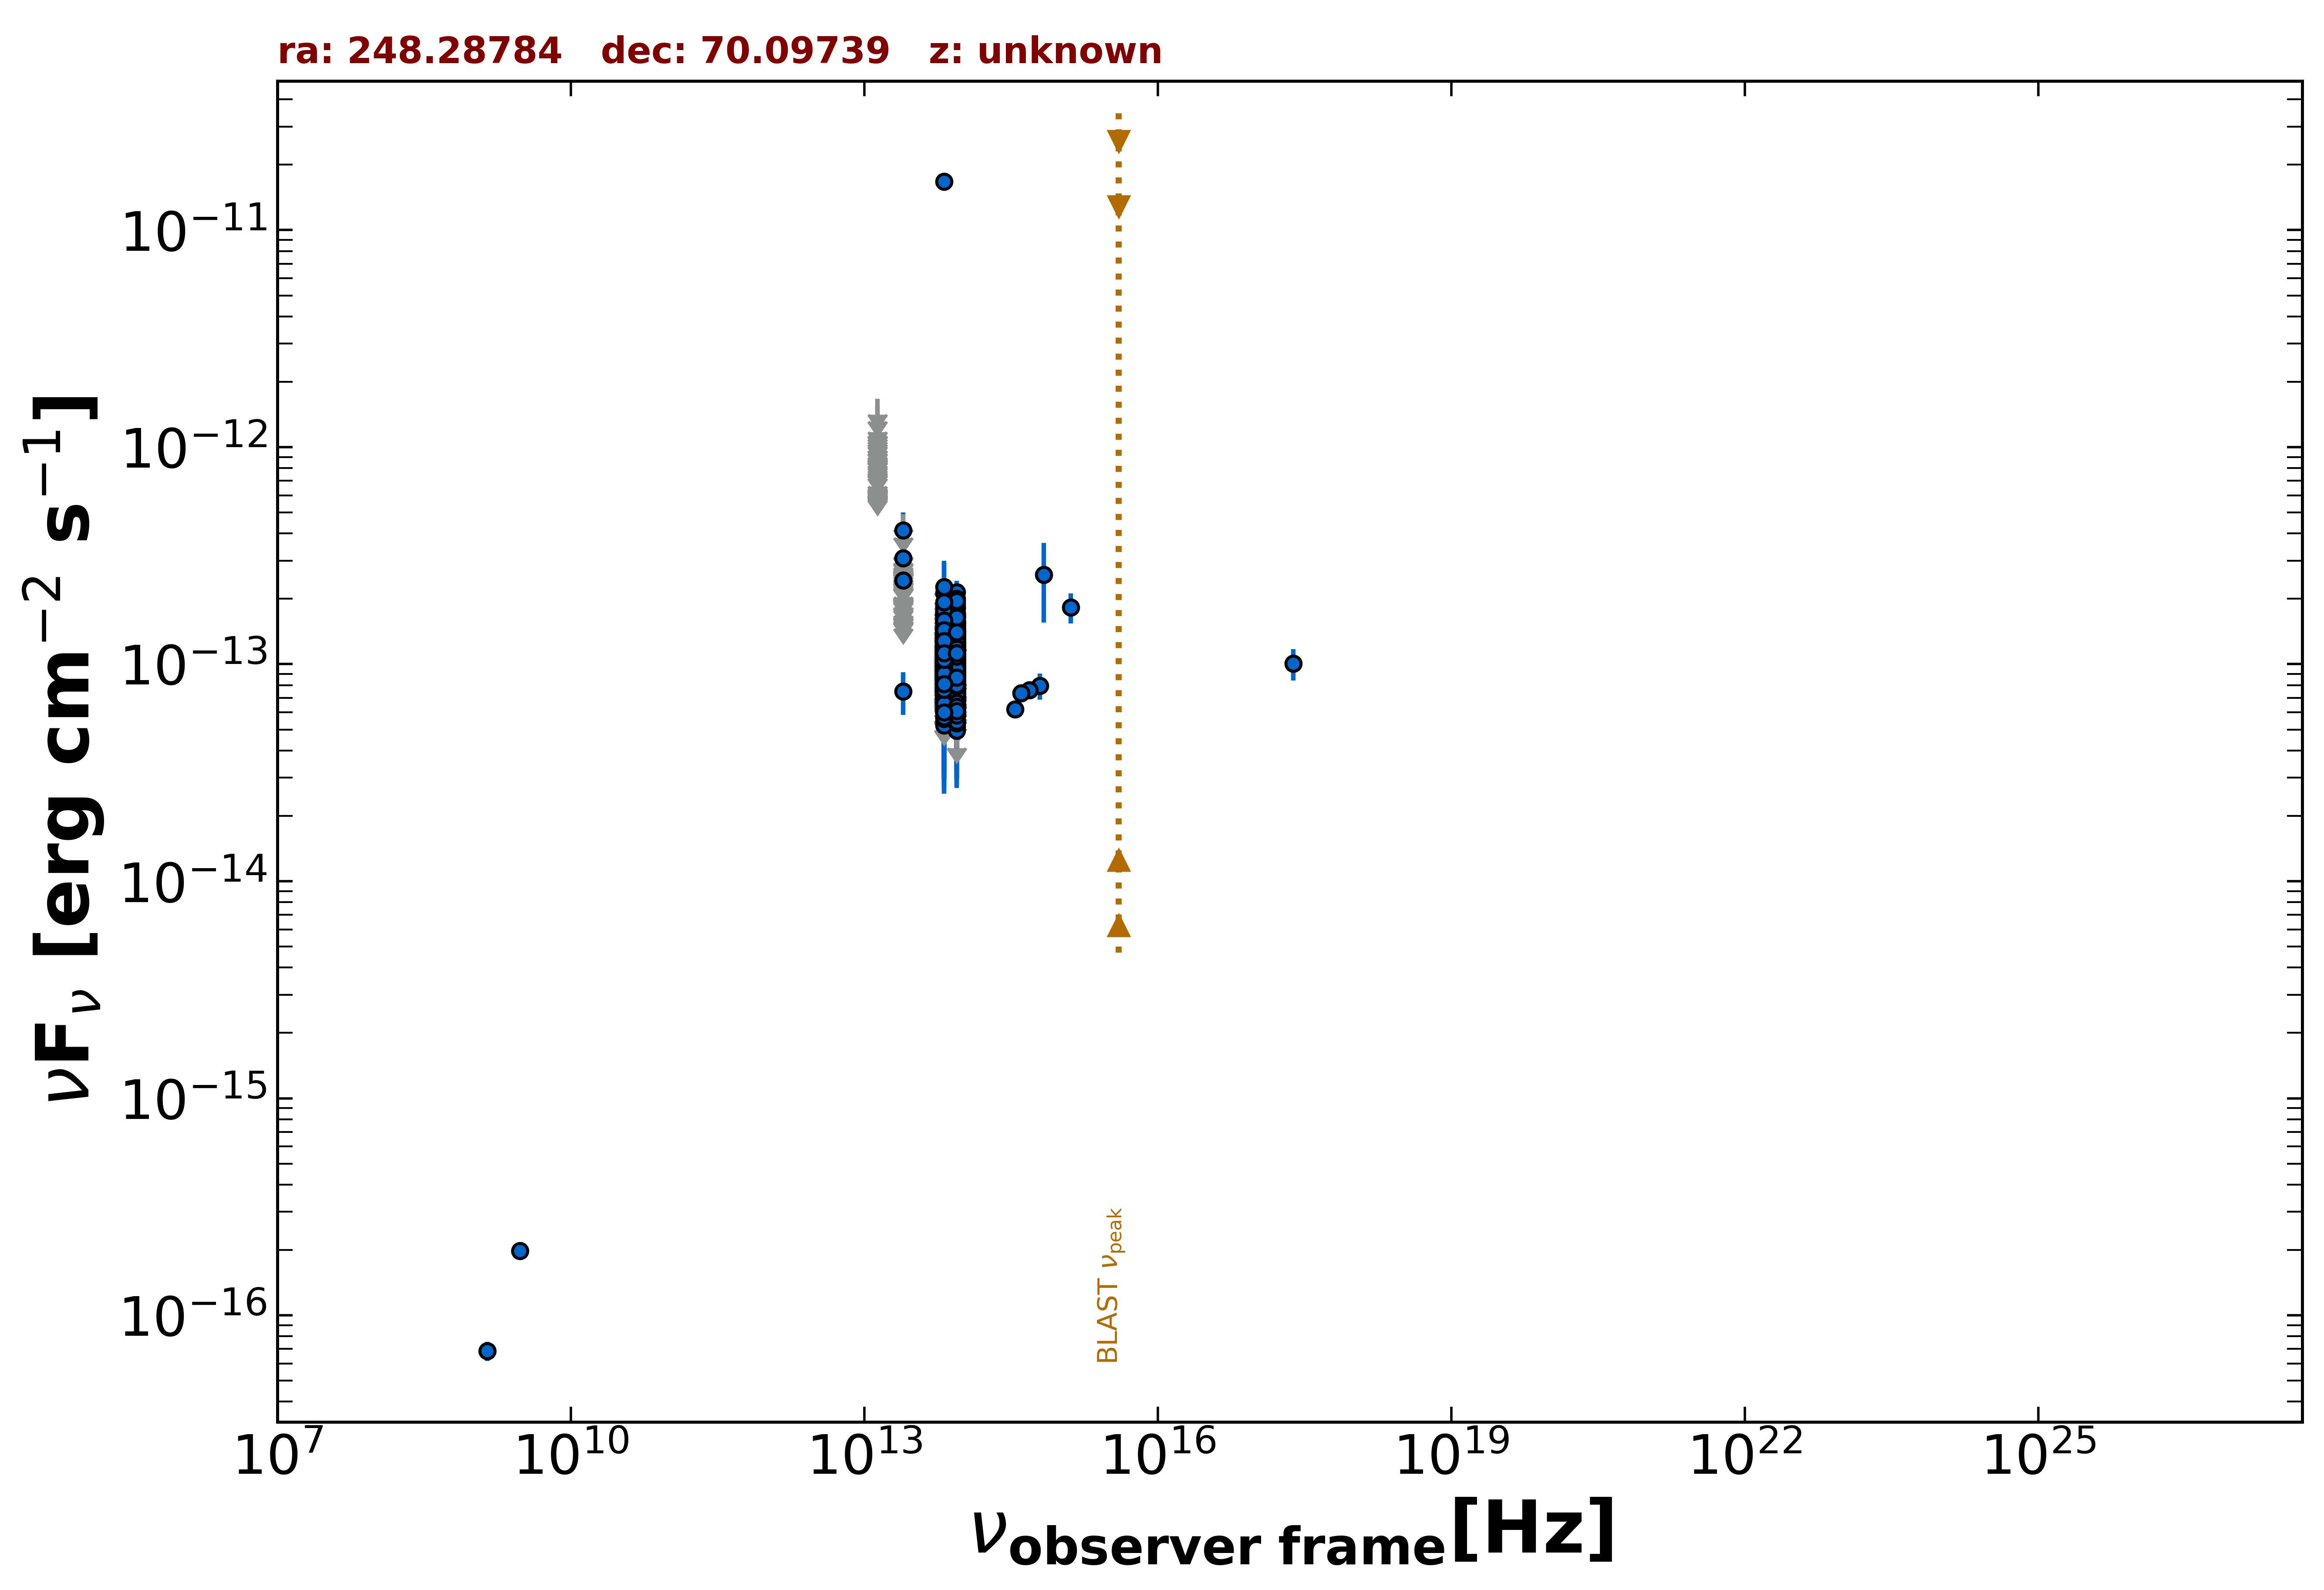 ra: 248.28784 dec: 70.09739 z: unknown
νFν [erg cm−2 s−1]
10−11
10−12
10−13
10−14
10−15
10−16
BLAST νpeak
107 1010 1013 1016 1019 1022 1025
νobserver frame[Hz]